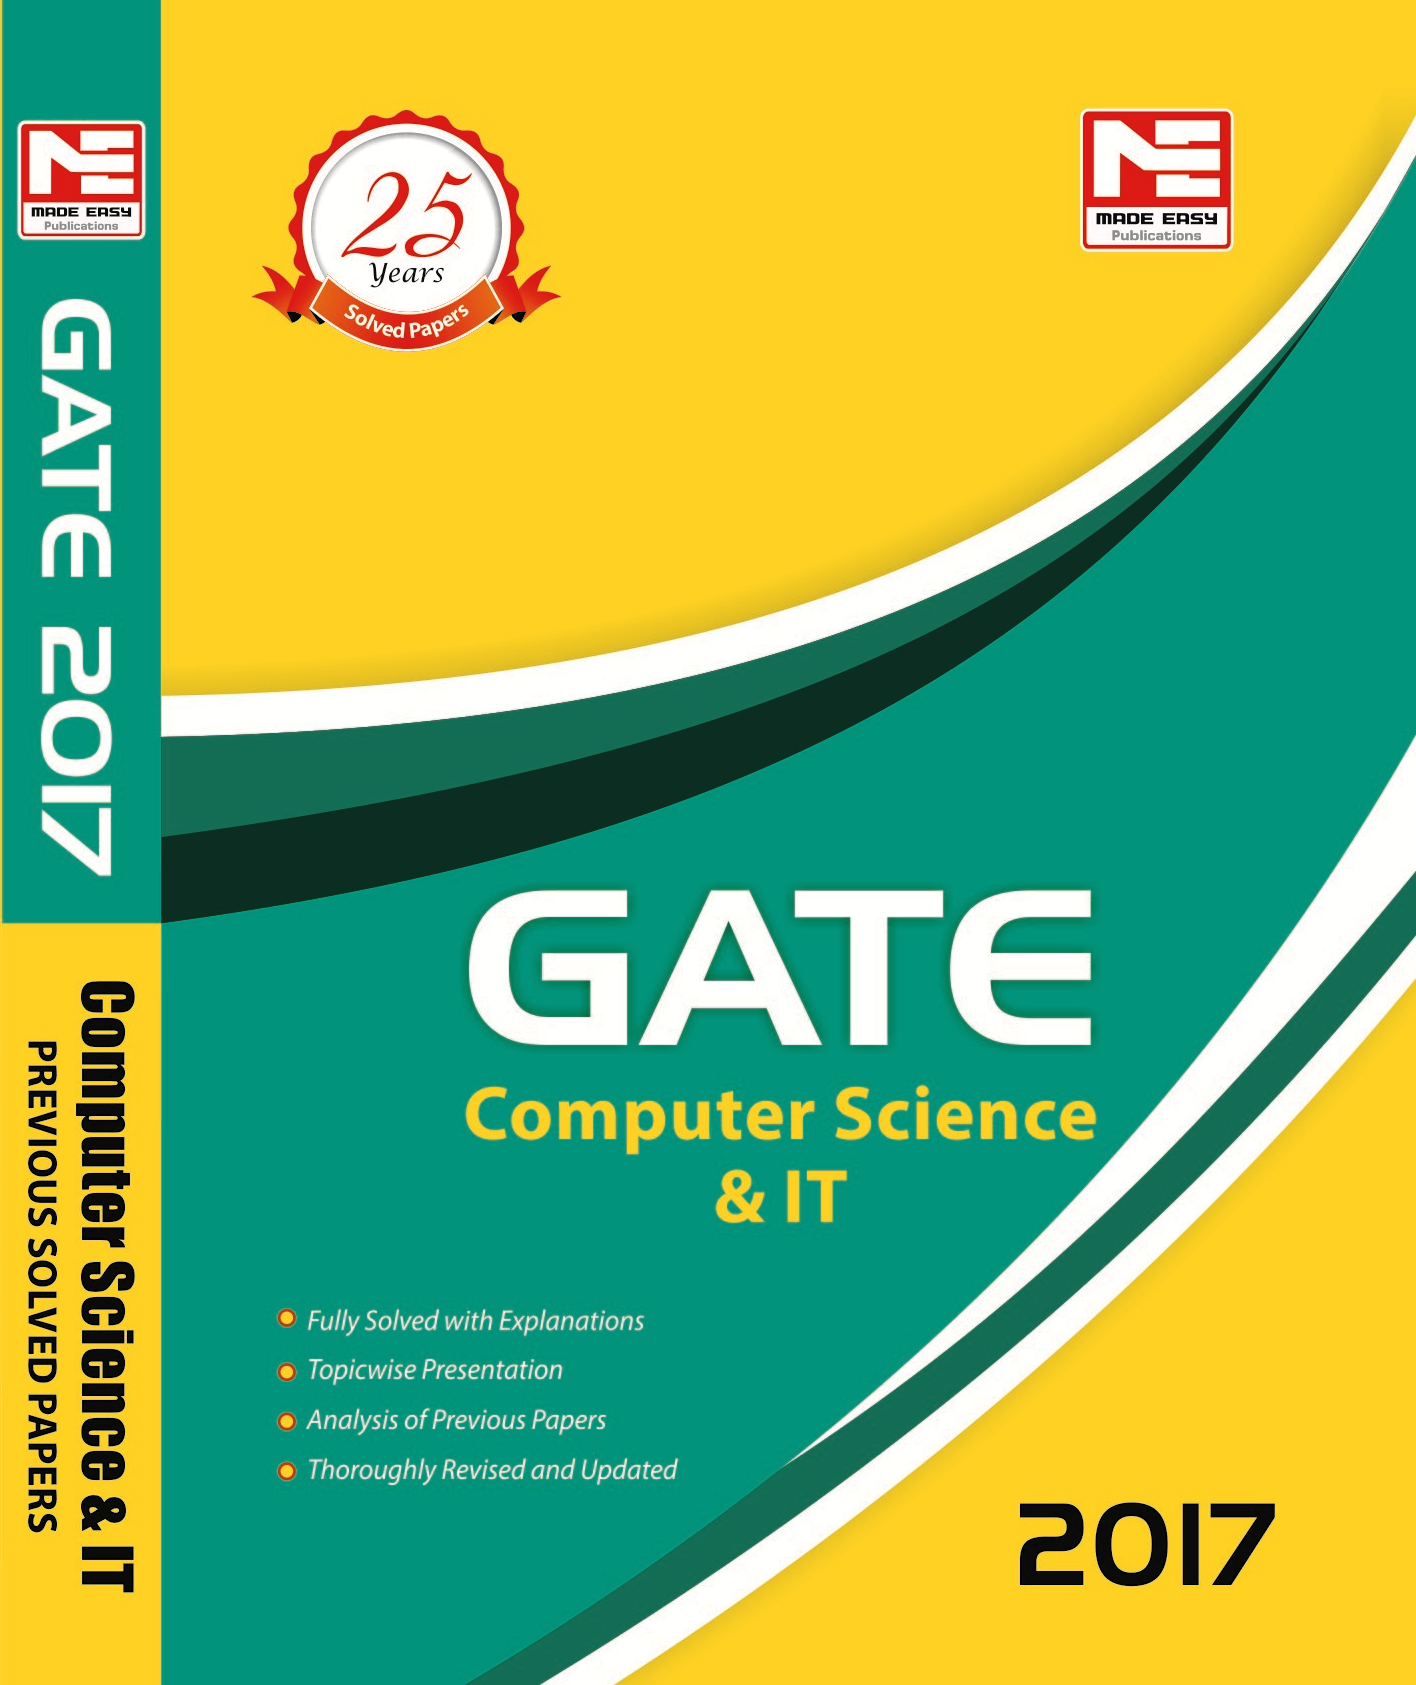 MADE EASY
Publications
GATE 2017
Computer Science & IT
PREVIOUS SOLVED PAPERS
25
Years
Solved Papers
MADE EASY
Publications
GATE
Computer Science
& IT
Fully Solved with Explanations
Topicwise Presentation
Analysis of Previous Papers
Thoroughly Revised and Updated
2017